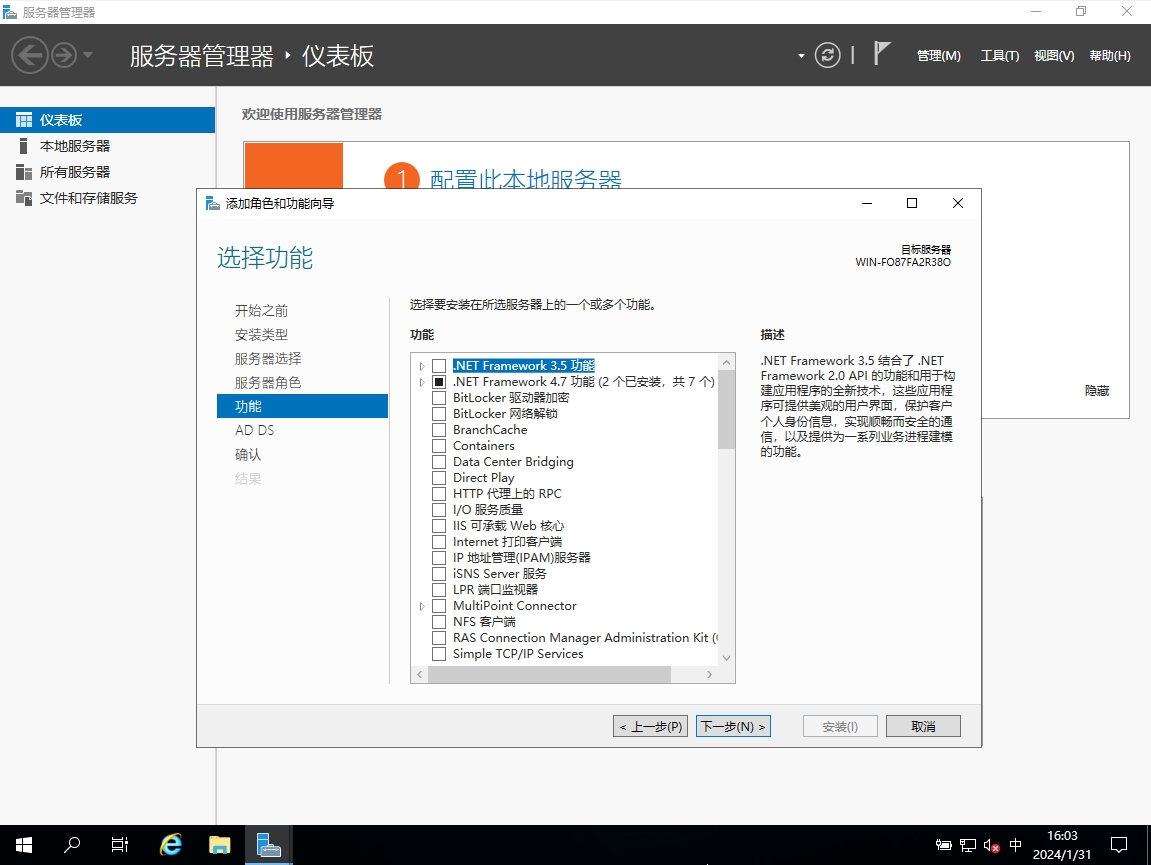 服务器管理器
服务器管理器 ‣ 仪表板
管理(M) 工具(T) 视图(V) 帮助(H)
仪表板
本地服务器
所有服务器
文件和存储服务
欢迎使用服务器管理器
1 配置此本地服务器
隐藏
添加角色和功能向导
选择功能
目标服务器
WIN-FO87FA2R38O
开始之前
安装类型
服务器选择
服务器角色
功能
AD DS
确认
结果
选择要安装在所选服务器上的一个或多个功能。
功能
.NET Framework 3.5 功能
.NET Framework 4.7 功能 (2 个已安装，共 7 个)
BitLocker 驱动器加密
BitLocker 网络解锁
BranchCache
Containers
Data Center Bridging
Direct Play
HTTP 代理上的 RPC
I/O 服务质量
IIS 可承载 Web 核心
Internet 打印客户端
IP 地址管理(IPAM)服务器
iSNS Server 服务
LPR 端口监视器
MultiPoint Connector
NFS 客户端
RAS Connection Manager Administration Kit (
Simple TCP/IP Services
描述
.NET Framework 3.5 结合了 .NET
Framework 2.0 API 的功能和用于构
建应用程序的全新技术，这些应用程
序可提供美观的用户界面，保护客户
个人身份信息，实现顺畅而安全的通
信，以及提供为一系列业务进程建模
的功能。
< 上一步(P) 下一步(N) > 安装(I) 取消
中
16:03
2024/1/31